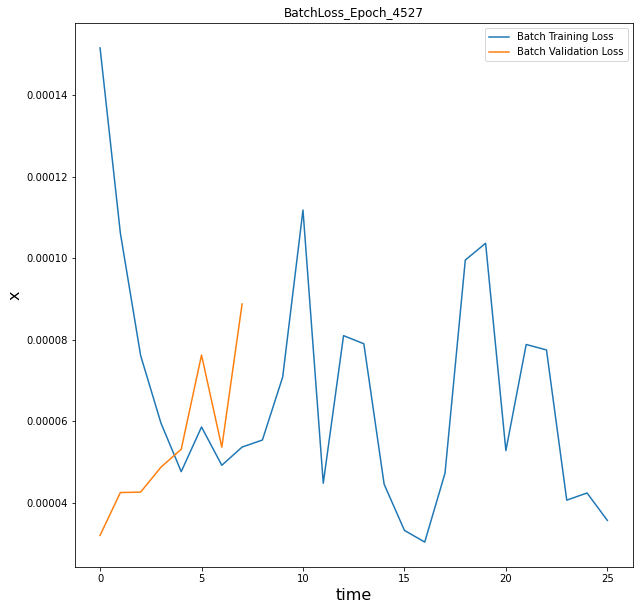 BatchLoss_Epoch_4527
Batch Training Loss
Batch Validation Loss
0.00014
0.00012
0.00010
0.00008
0.00006
0.00004
x
0 5 10 15 20 25
time